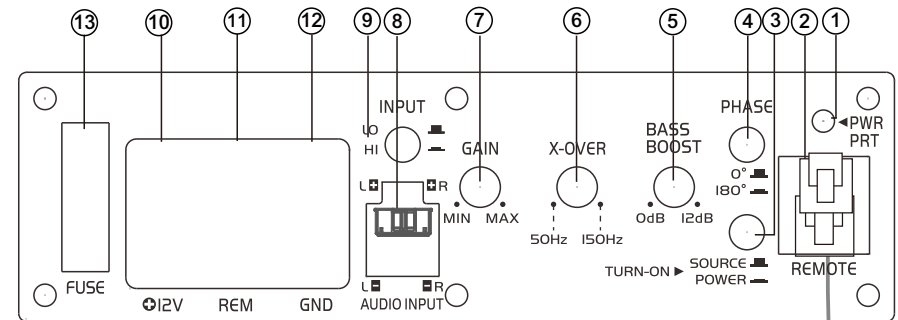 13 10 11 12 9 8 7 6 5 4 3 2 1
INPUT
LO
HI
GAIN
MIN MAX
X-OVER
50Hz 150Hz
BASS
BOOST
0dB 12dB
PHASE
0°
180°
◄PWR
PRT
L+ +R
L- -R
AUDIO INPUT
TURN-ON ► SOURCE
POWER
REMOTE
FUSE
+12V REM GND